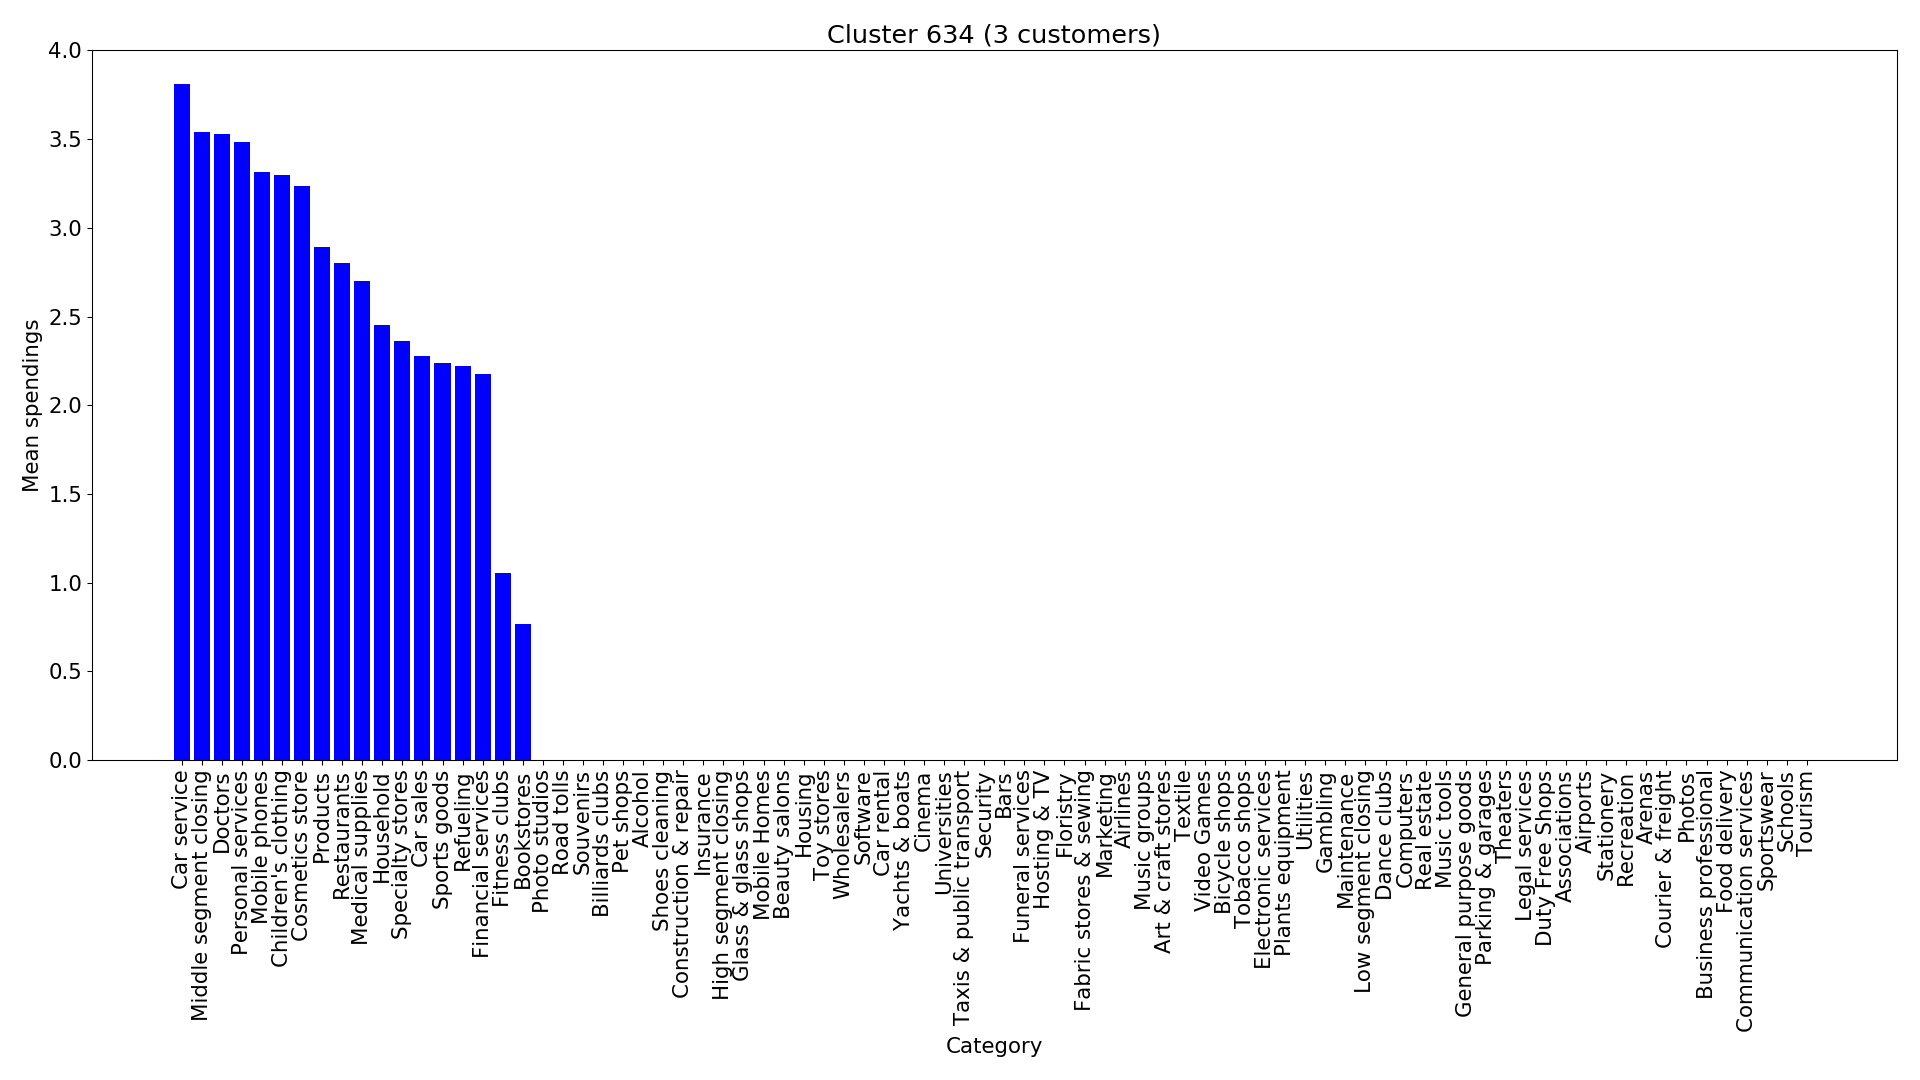 Cluster 634 (3 customers)
4.0
3.5
3.0
2.5
2.0
1.5
1.0
0.5
0.0
Mean spendings
Car service
Middle segment closing
Doctors
Personal services
Mobile phones
Children's clothing
Cosmetics store
Products
Restaurants
Medical supplies
Household
Specialty stores
Car sales
Sports goods
Refueling
Financial services
Fitness clubs
Bookstores
Photo studios
Road tolls
Souvenirs
Billiards clubs
Pet shops
Alcohol
Shoes cleaning
Construction & repair
Insurance
High segment closing
Glass & glass shops
Mobile Homes
Beauty salons
Housing
Toy stores
Wholesalers
Software
Car rental
Yachts & boats
Cinema
Universities
Taxis & public transport
Security
Bars
Funeral services
Hosting & TV
Floristry
Fabric stores & sewing
Marketing
Airlines
Music groups
Art & craft stores
Textile
Video Games
Bicycle shops
Tobacco shops
Electronic services
Plants equipment
Utilities
Gambling
Maintenance
Low segment closing
Dance clubs
Computers
Real estate
Music tools
General purpose goods
Parking & garages
Theaters
Legal services
Duty Free Shops
Associations
Airports
Stationery
Recreation
Arenas
Courier & freight
Photos
Business professional
Food delivery
Communication services
Sportswear
Schools
Tourism
Category